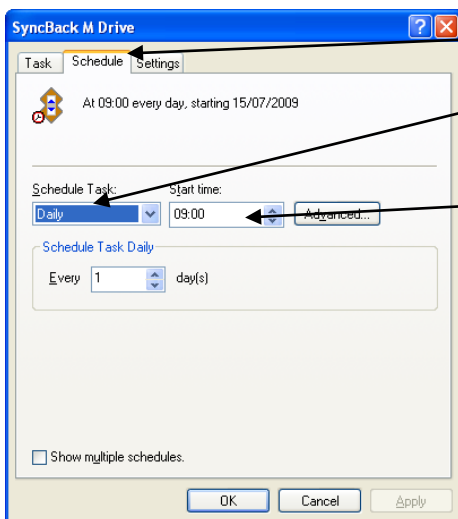 SyncBack M Drive
Task Schedule Settings
At 09:00 every day, starting 15/07/2009
Schedule Task: Start time:
Daily 09:00 Advanced...
Schedule Task Daily
Every 1 day(s)
Show multiple schedules.
OK Cancel Apply